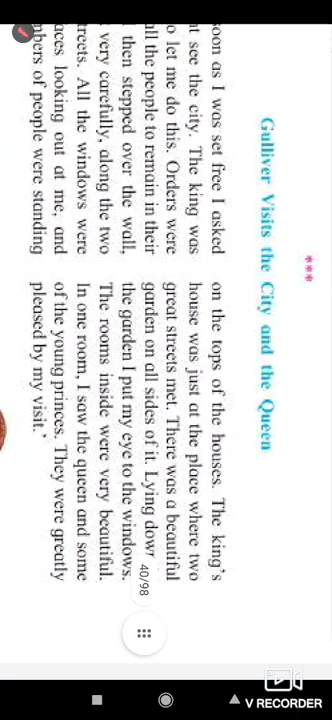 ***
Gulliver Visits the City and the Queen
soon as I was set free I asked
see the city. The king was
let me do this. Orders were
all the people to remain in their
then stepped over the wall,
very carefully, along the two
streets. All the windows were
looking out at me, and
of people were standing
on the tops of the houses. The king's
house was just at the place where two
great streets met. There was a beautiful
garden on all sides of it. Lying down
the garden I put my eye to the windows.
The rooms inside were very beautiful.
In one room, I saw the queen and some
of the young princes. They were greatly
pleased by my visit.'
40/98
V RECORDER